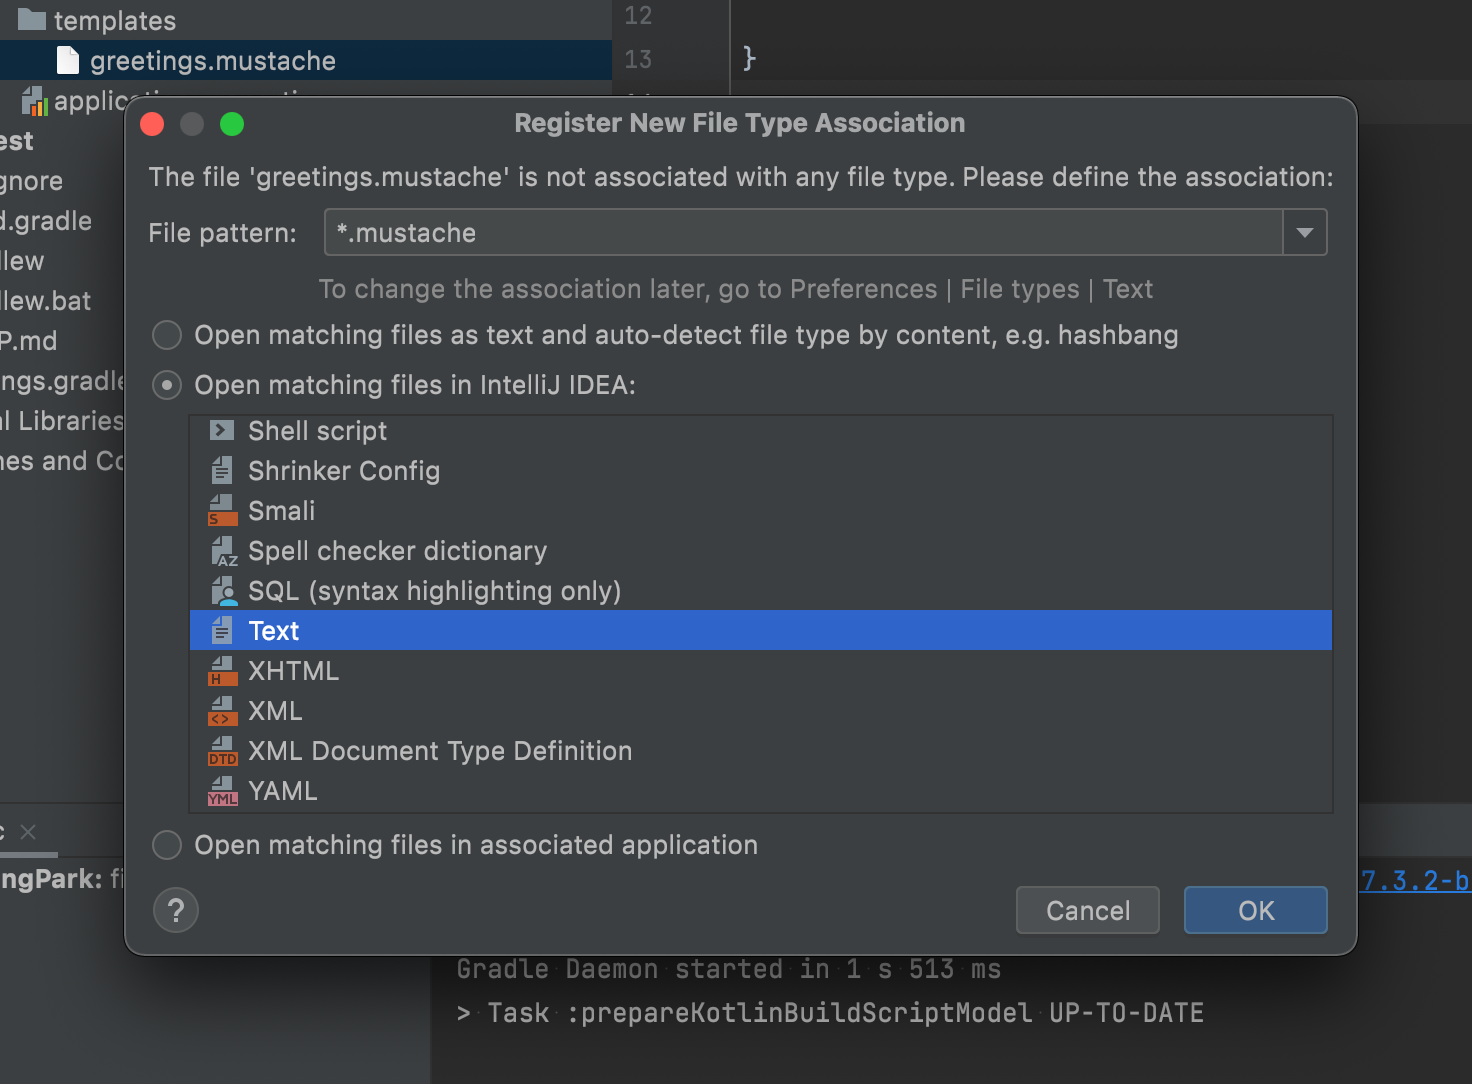 templates
12
greetings.mustache
13
}
Register New File Type Association
est
The file 'greetings.mustache' is not associated with any file type. Please define the association:
gnore
d.gradle
File pattern:
*.mustache
llew
To change the association later, go to Preferences | File types | Text
llew.bat
Open matching files as text and auto-detect file type by content, e.g. hashbang
P.md
ngs.gradle
Open matching files in IntelliJ IDEA:
al Libraries
Shell script
hes and Co
Shrinker Config
S
Smali
AZ
Spell checker dictionary
SQL (syntax highlighting only)
Text
H
XHTML
<>
XML
DTD
XML Document Type Definition
YML
YAML
c
Open matching files in associated application
ngPark: fi
7.3.2-b
?
Cancel
OK
Gradle Daemon started in 1 s 513 ms
> Task :prepareKotlinBuildScriptModel UP-TO-DATE